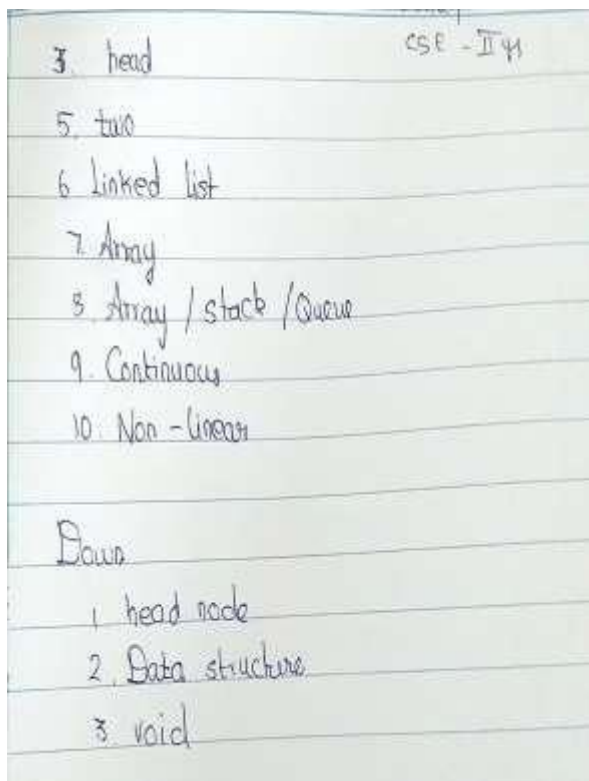 CSE - II yr
3. head
5. two
6 Linked list
7. Array
8. Array / stack / Queue
9. Continuous
10. Non - linear
Down
1 head node
2. Data structure
3. void